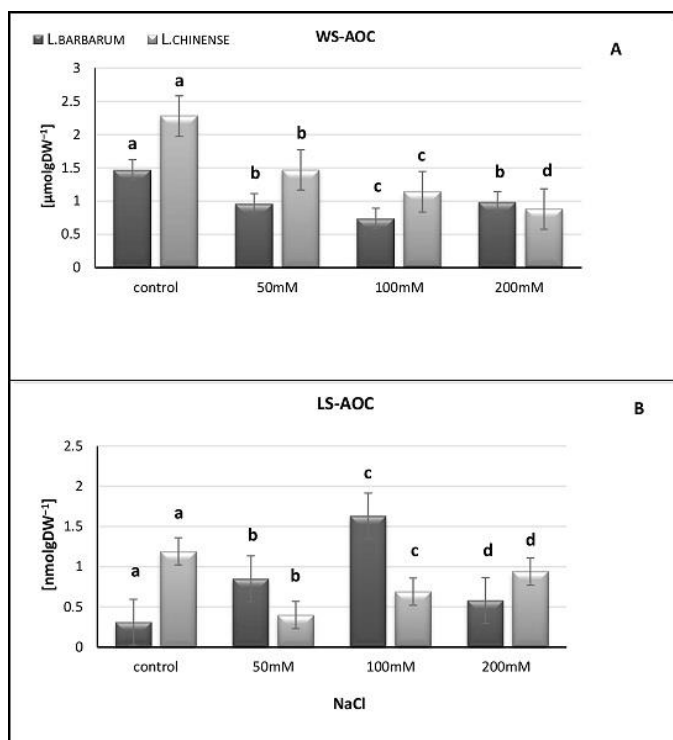 L.BARBARUM L.CHINENSE WS-AOC A
3
a
2.5
2
a b
1.5
c
b b d
1
c
0.5
0
[µmolgDW⁻¹]
control 50mM 100mM 200mM
LS-AOC B
2.5
c
2
a
1.5
b
c d d
1
a b
0.5
0
[nmolgDW⁻¹]
control 50mM 100mM 200mM
NaCl